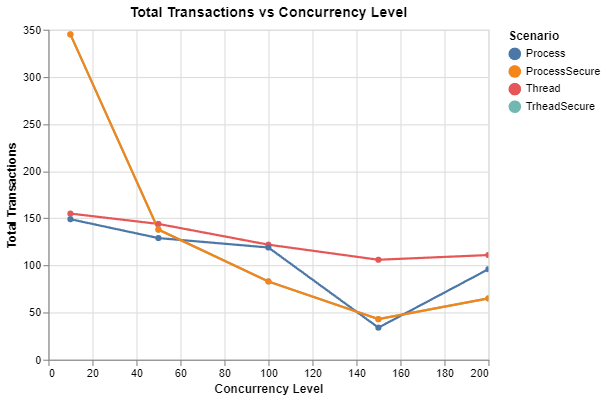 Total Transactions vs Concurrency Level
Scenario
Process
ProcessSecure
Thread
TrheadSecure
Total Transactions
350
300
250
200
150
100
50
0
0 20 40 60 80 100 120 140 160 180 200
Concurrency Level